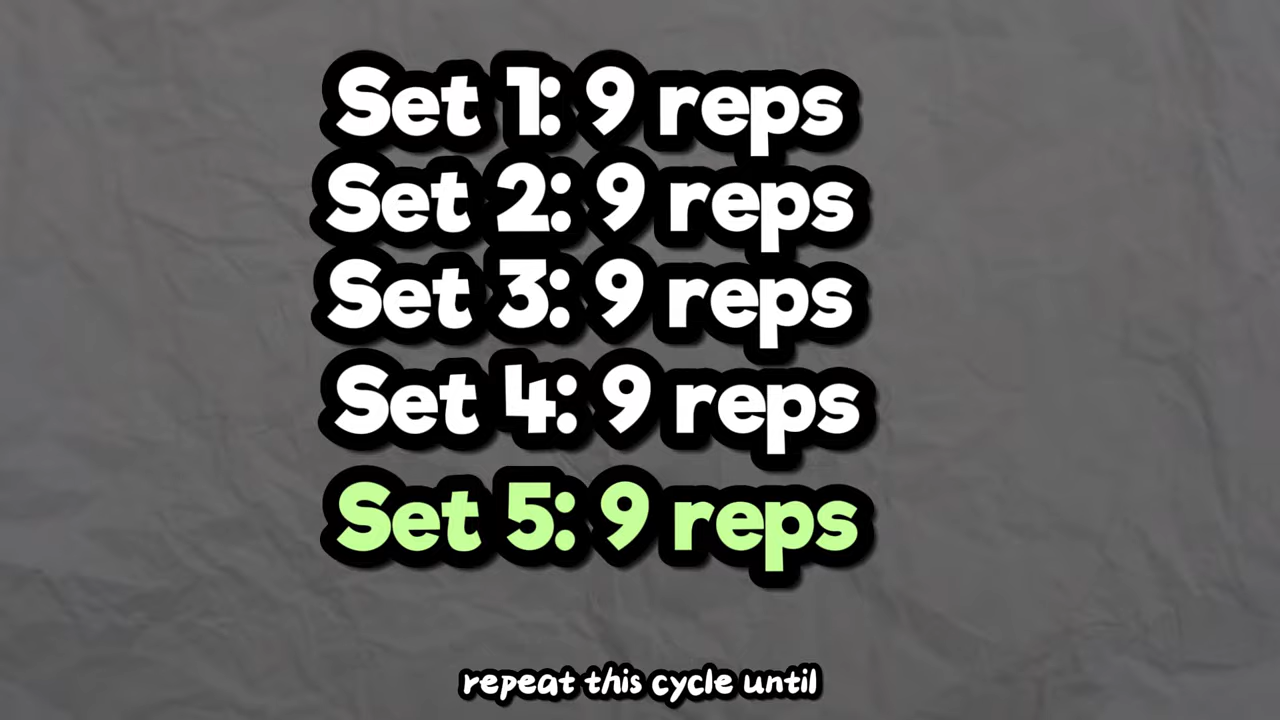 Set 1: 9 reps
Set 2: 9 reps
Set 3: 9 reps
Set 4: 9 reps
Set 5: 9 reps
repeat this cycle until